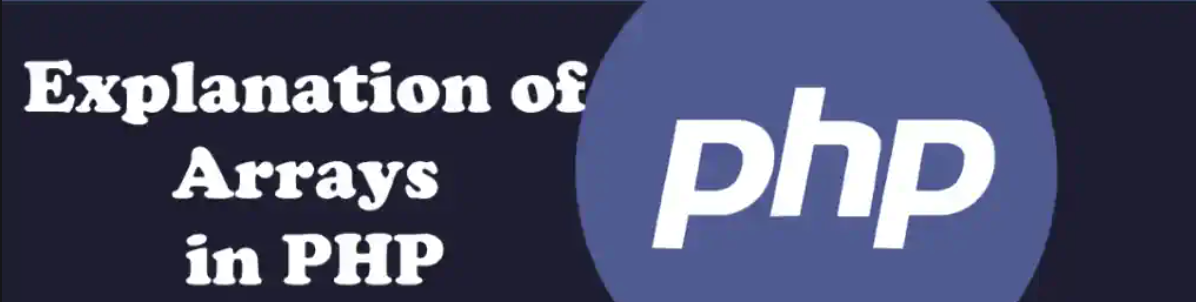 Explanation of
Arrays
in PHP
php